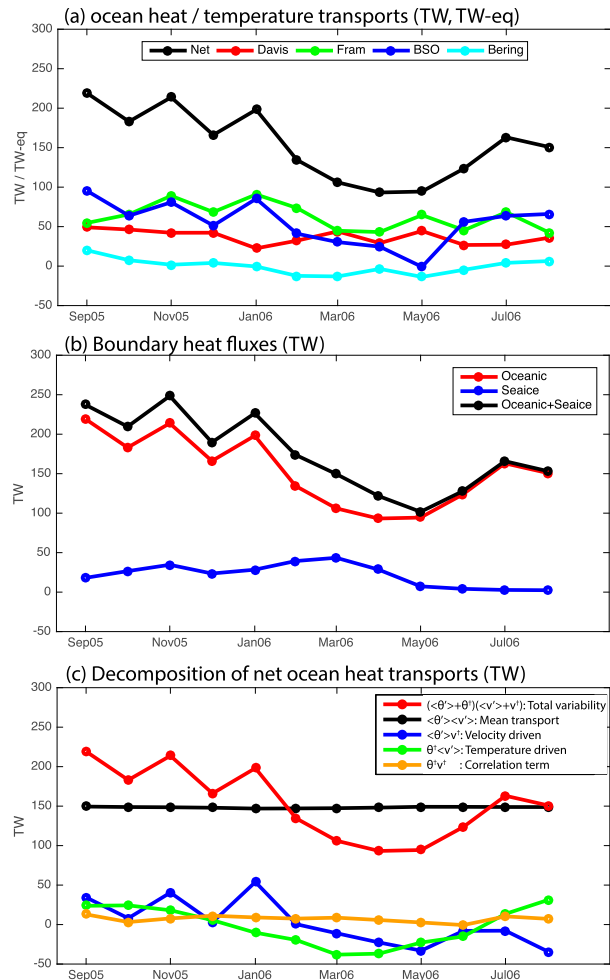 (a) ocean heat / temperature transports (TW, TW-eq)
300
250
200
150
100
50
0
-50
TW / TW-eq
Net Davis Fram BSO Bering
Sep05 Nov05 Jan06 Mar06 May06 Jul06
(b) Boundary heat fluxes (TW)
300
250
200
150
100
50
0
-50
TW
Oceanic
Seaice
Oceanic+Seaice
Sep05 Nov05 Jan06 Mar06 May06 Jul06
(c) Decomposition of net ocean heat transports (TW)
300
250
200
150
100
50
0
-50
TW
(<θ'>+θ†)(<v'>+v†): Total variability
<θ'><v'>: Mean transport
<θ'>v†: Velocity driven
θ†<v'>: Temperature driven
θ†v† : Correlation term
Sep05 Nov05 Jan06 Mar06 May06 Jul06